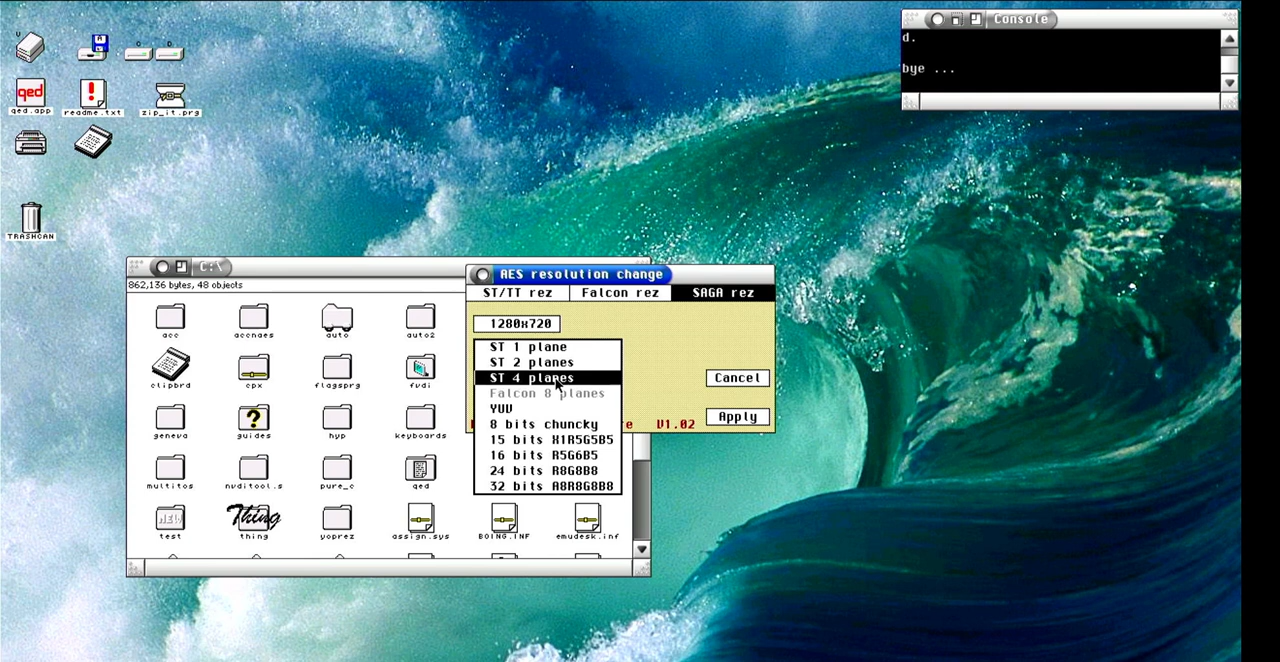 Console
d.
bye ...
V
qed
qed.app
readme.txt
zip_it.prg
TRASHCAN
C:\
862,136 bytes, 48 objects
acc
accnaes
auto
auto2
clipbrd
cpx
flagsprg
fvdi
geneva
guides
hyp
keyboards
multitos
nvditool.s
pure_c
qed
NEW
test
Thing
thing
yoprez
assign.sys
BOING.INF
emudesk.inf
AES resolution change
ST/TT rez
Falcon rez
SAGA rez
1280x720
ST 1 plane
ST 2 planes
ST 4 planes
Falcon 8 planes
YUV
8 bits chuncky
15 bits X1R5G5B5
16 bits R5G6B5
24 bits R8G8B8
32 bits A8R8G8B8
Cancel
Apply
V1.02